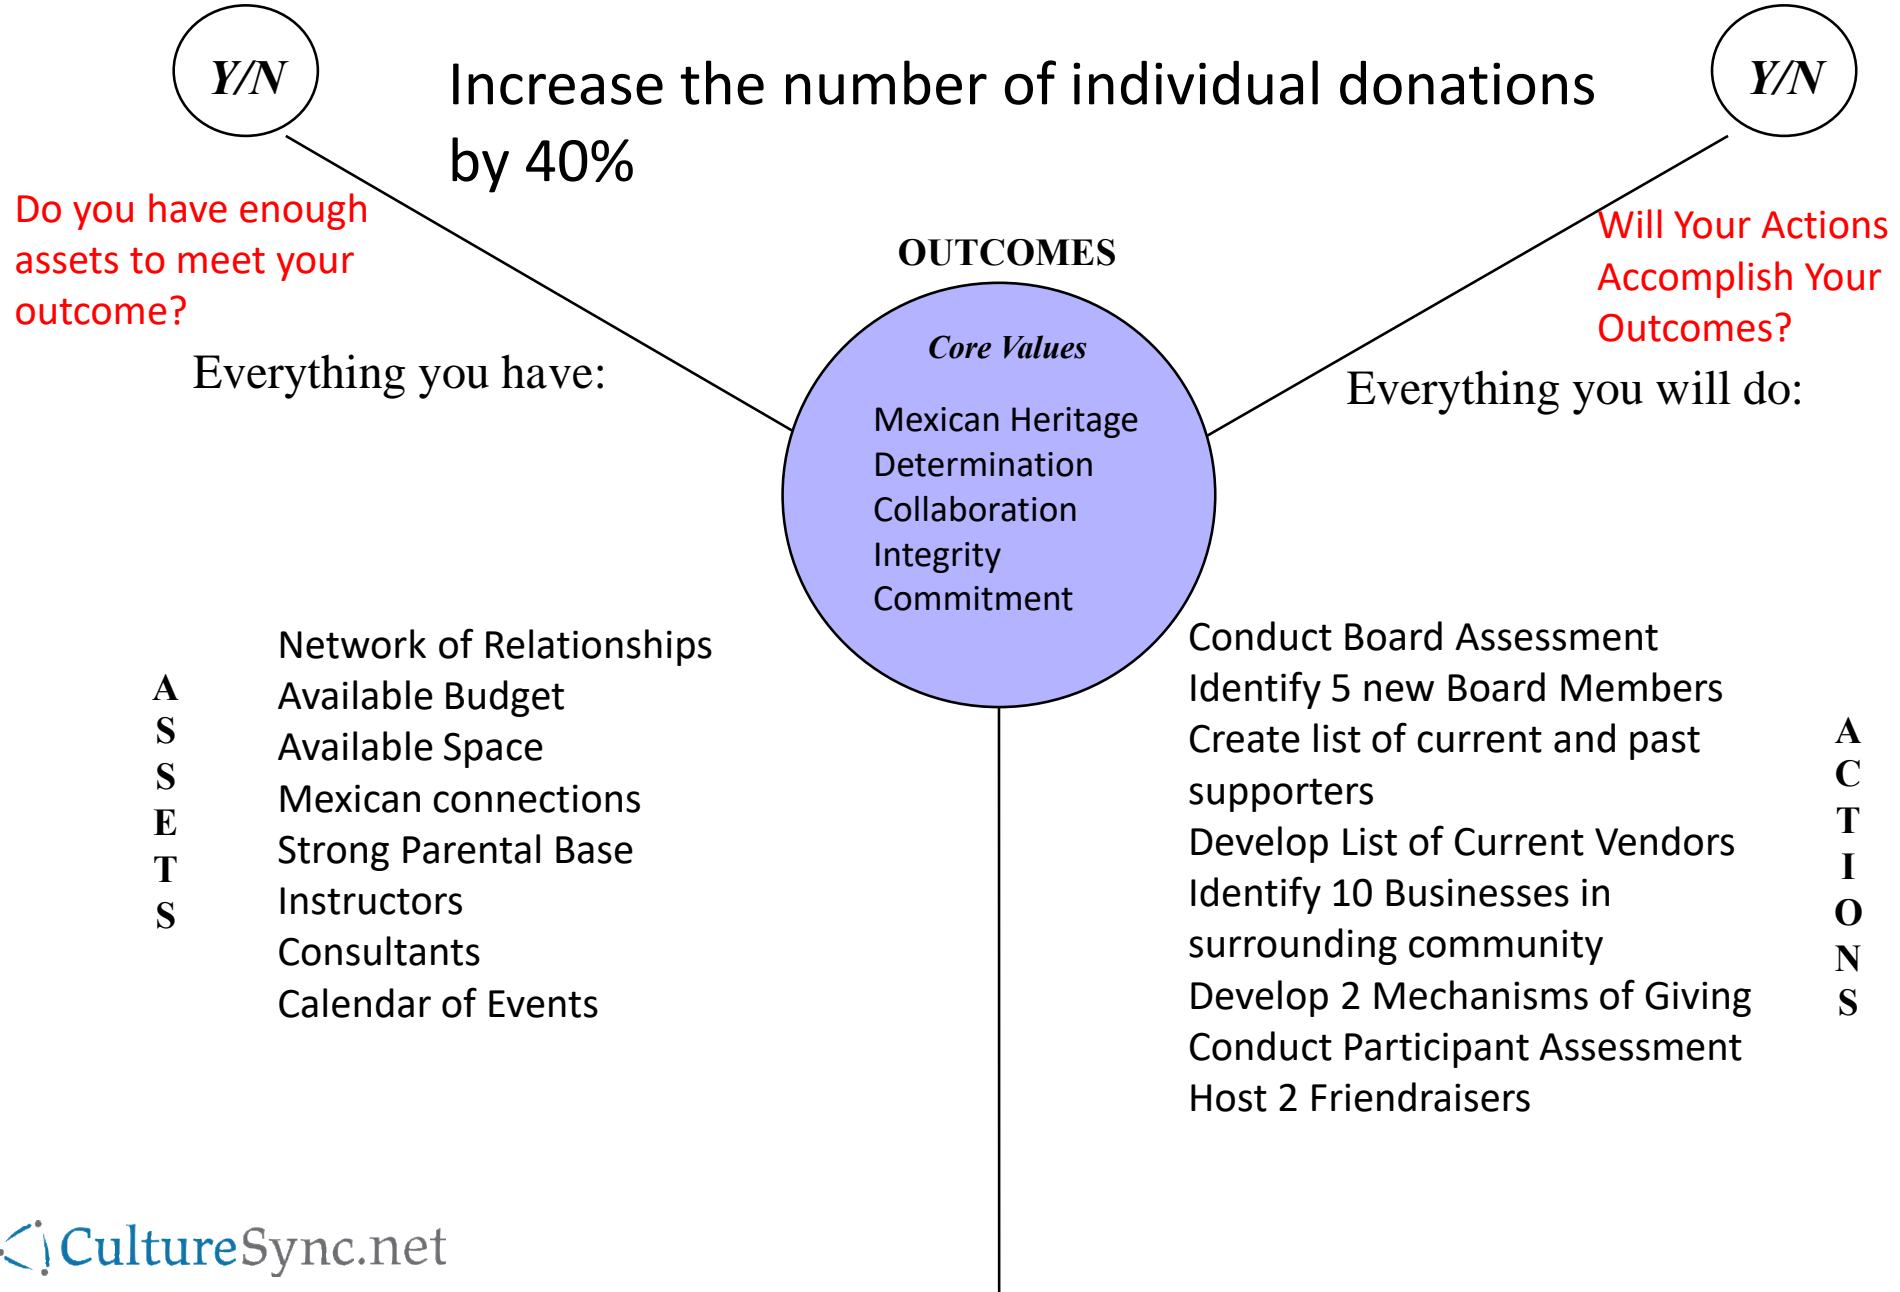 Y/N
Increase the number of individual donations
by 40%
Y/N
Do you have enough
assets to meet your
outcome?
Will Your Actions
Accomplish Your
Outcomes?
OUTCOMES
Everything you have:
Core Values
Mexican Heritage
Determination
Collaboration
Integrity
Commitment
Everything you will do:
ASSETS
Network of Relationships
Available Budget
Available Space
Mexican connections
Strong Parental Base
Instructors
Consultants
Calendar of Events
Conduct Board Assessment
Identify 5 new Board Members
Create list of current and past
supporters
Develop List of Current Vendors
Identify 10 Businesses in
surrounding community
Develop 2 Mechanisms of Giving
Conduct Participant Assessment
Host 2 Friendraisers
ACTIONS
CultureSync.net